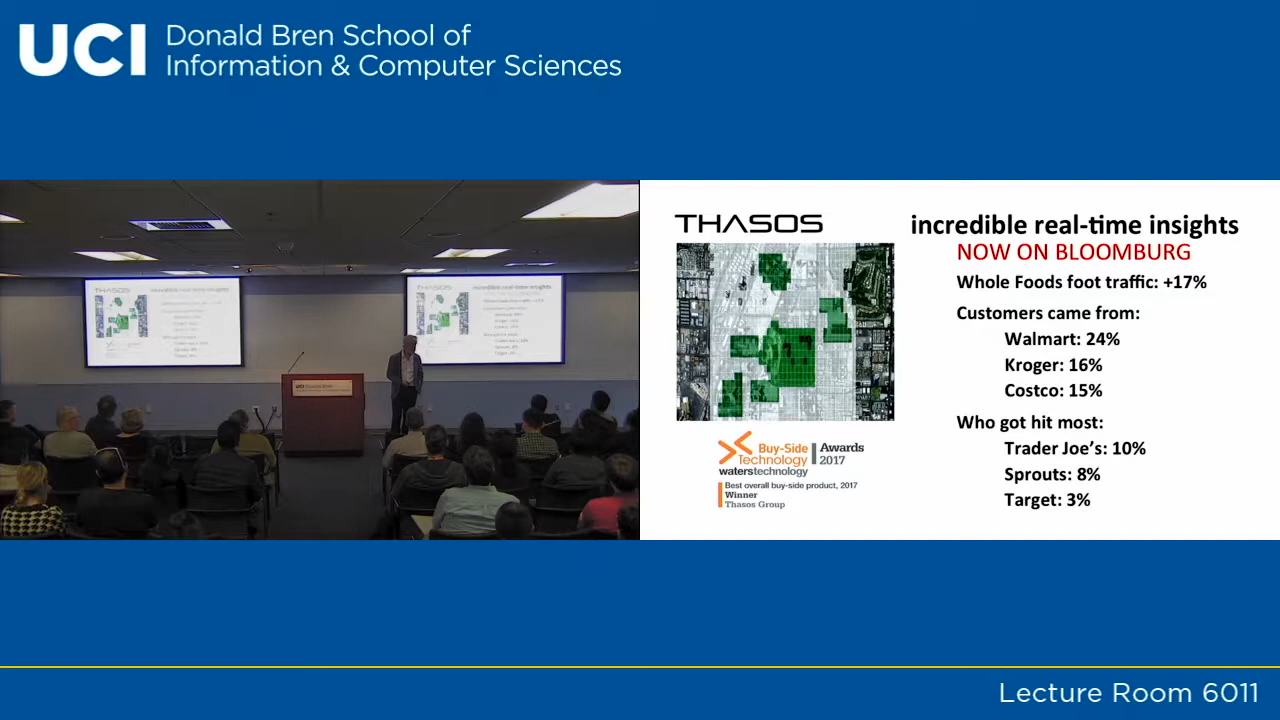 UCI Donald Bren School of
Information & Computer Sciences
THASOS
incredible real-time insights
NOW ON BLOOMBURG
Whole Foods foot traffic: +17%
Customers came from:
Walmart: 24%
Kroger: 16%
Costco: 15%
Who got hit most:
Trader Joe's: 10%
Sprouts: 8%
Target: 3%
Buy-Side
Technology
waterstechnology
Awards
2017
Best overall buy-side product, 2017
Winner
Thasos Group
UCI Donald Bren
Lecture Room 6011